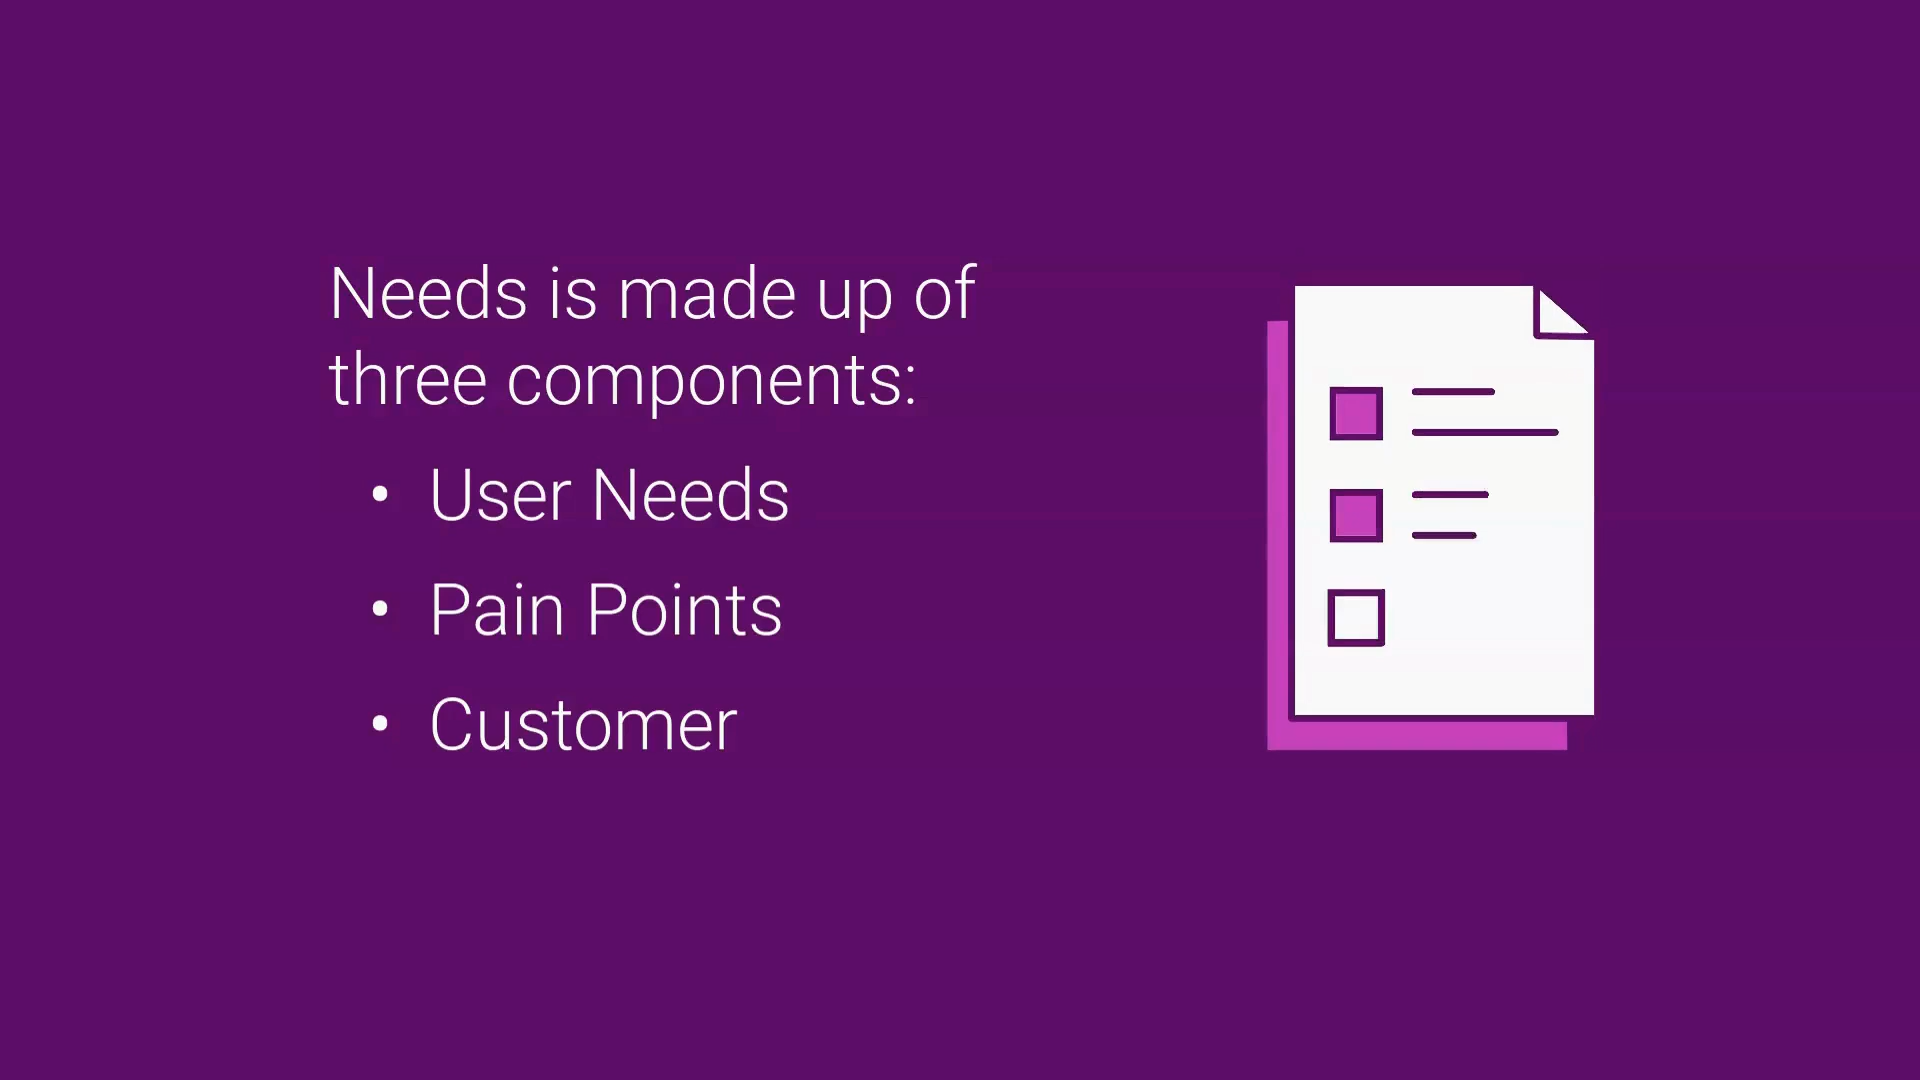 Needs is made up of
three components:
• User Needs
• Pain Points
• Customer